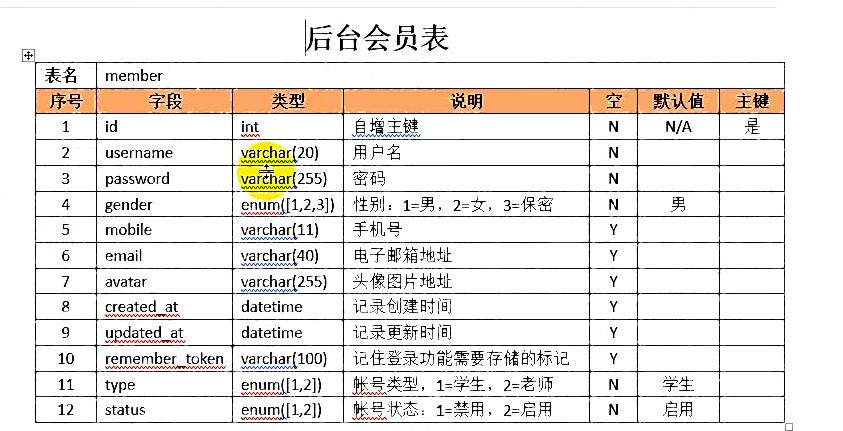 后台会员表
表名 member
序号 字段 类型 说明 空 默认值 主键
1 id int 自增主键 N N/A 是
2 username varchar(20) 用户名 N
3 password varchar(255) 密码 N
4 gender enum([1,2,3]) 性别：1=男，2=女，3=保密 N 男
5 mobile varchar(11) 手机号 Y
6 email varchar(40) 电子邮箱地址 Y
7 avatar varchar(255) 头像图片地址 Y
8 created_at datetime 记录创建时间 Y
9 updated_at datetime 记录更新时间 Y
10 remember_token varchar(100) 记住登录功能需要存储的标记 Y
11 type enum([1,2]) 帐号类型，1=学生，2=老师 N 学生
12 status enum([1,2]) 帐号状态：1=禁用，2=启用 N 启用